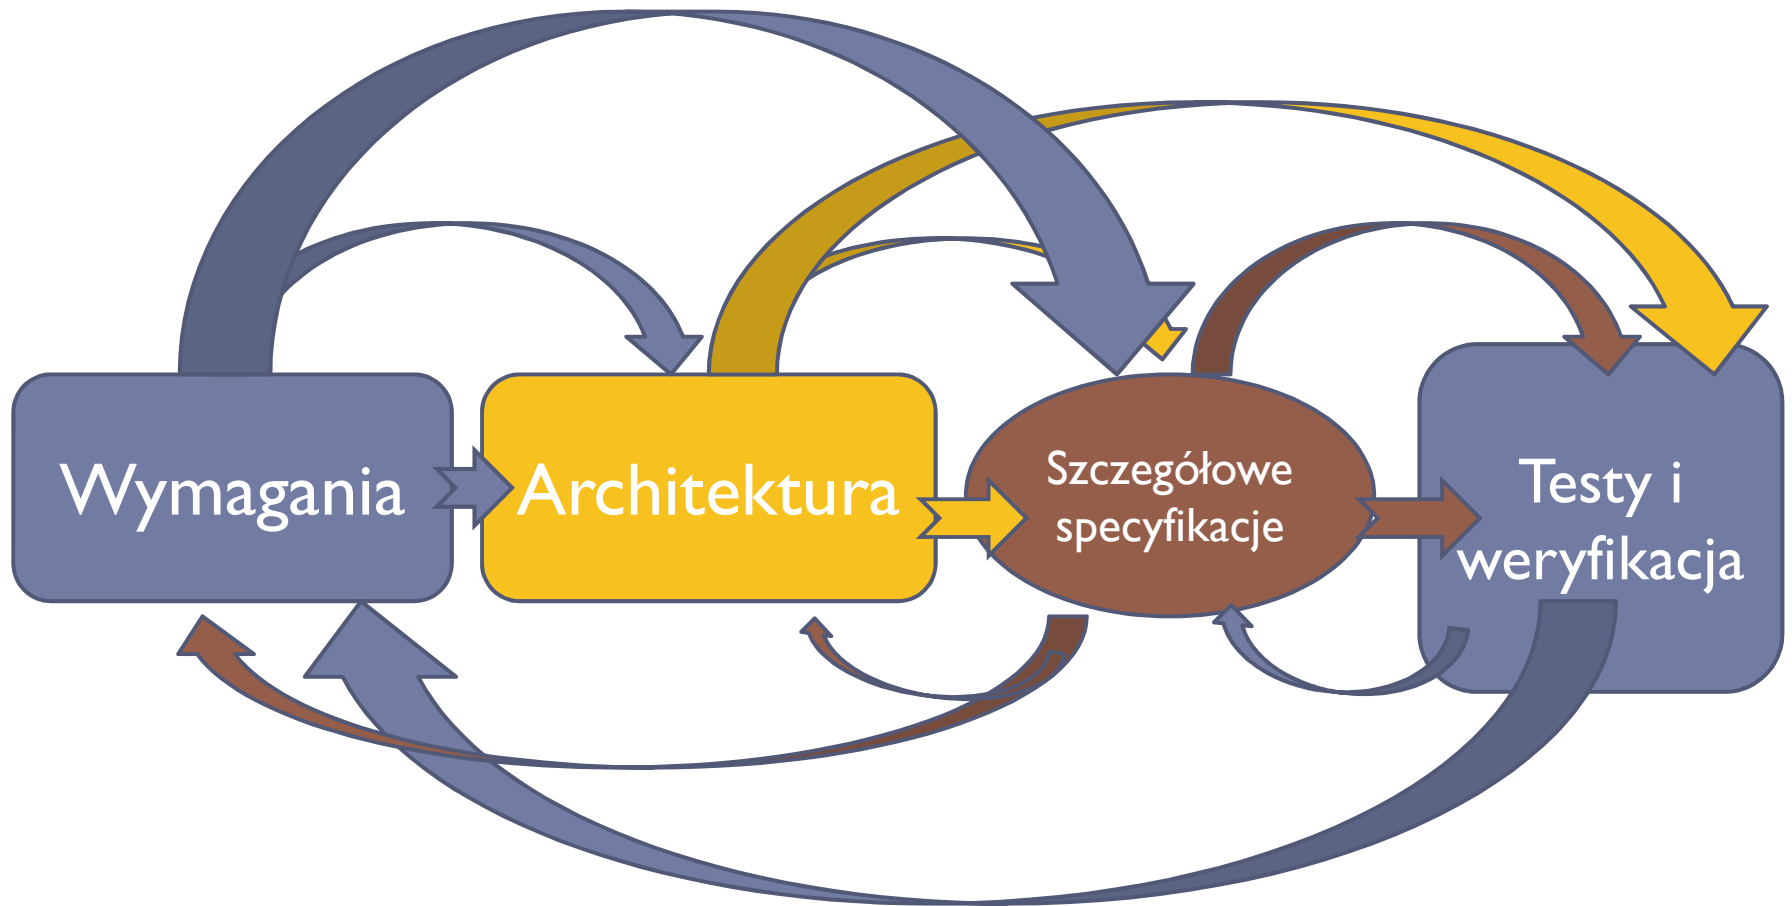 Wymagania
Architektura
Szczegółowe
specyfikacje
Testy i
weryfikacja